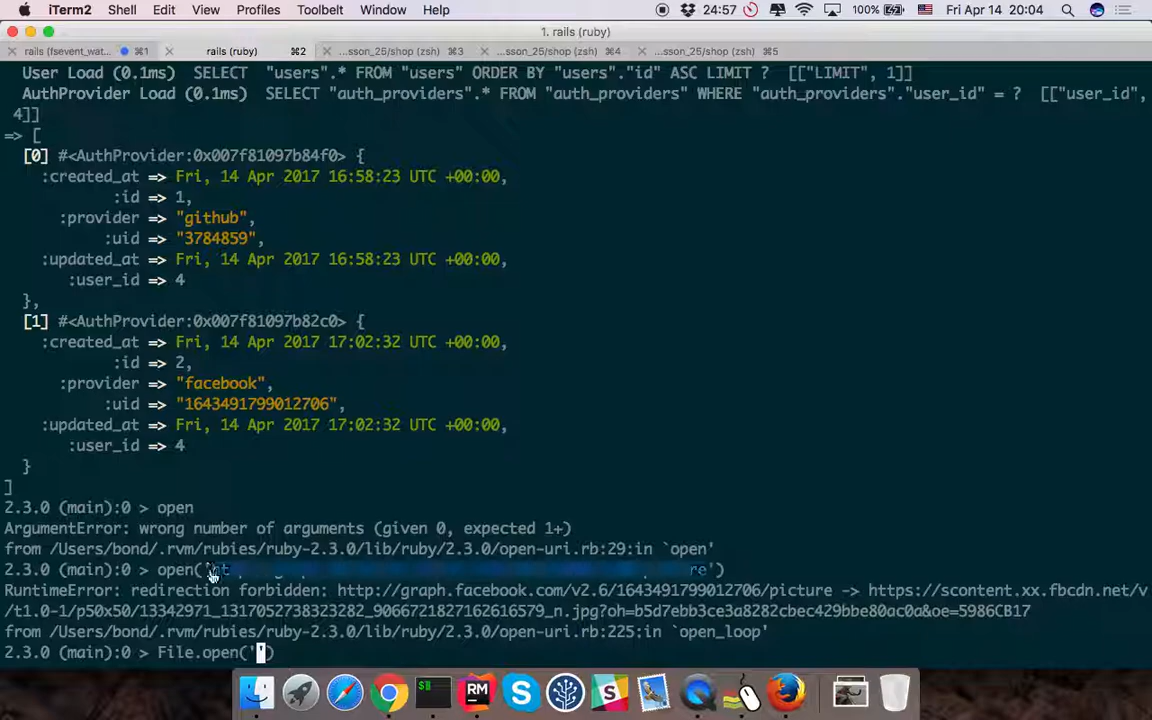 iTerm2 Shell Edit View Profiles Toolbelt Window Help 24:57 100% Fri Apr 14 20:04
1. rails (ruby)
rails (fsevent_wat... ⌘1 rails (ruby) ⌘2 ...sson_25/shop (zsh) ⌘3 ...sson_25/shop (zsh) ⌘4 ...sson_25/shop (zsh) ⌘5
User Load (0.1ms) SELECT "users".* FROM "users" ORDER BY "users"."id" ASC LIMIT ? [["LIMIT", 1]]
AuthProvider Load (0.1ms) SELECT "auth_providers".* FROM "auth_providers" WHERE "auth_providers"."user_id" = ? [["user_id",
4]]
=> [
[0] #<AuthProvider:0x007f81097b84f0> {
:created_at => Fri, 14 Apr 2017 16:58:23 UTC +00:00,
:id => 1,
:provider => "github",
:uid => "3784859",
:updated_at => Fri, 14 Apr 2017 16:58:23 UTC +00:00,
:user_id => 4
},
[1] #<AuthProvider:0x007f81097b82c0> {
:created_at => Fri, 14 Apr 2017 17:02:32 UTC +00:00,
:id => 2,
:provider => "facebook",
:uid => "1643491799012706",
:updated_at => Fri, 14 Apr 2017 17:02:32 UTC +00:00,
:user_id => 4
}
]
2.3.0 (main):0 > open
ArgumentError: wrong number of arguments (given 0, expected 1+)
from /Users/bond/.rvm/rubies/ruby-2.3.0/lib/ruby/2.3.0/open-uri.rb:29:in `open'
2.3.0 (main):0 > open('
RuntimeError: redirection forbidden: http://graph.facebook.com/v2.6/1643491799012706/picture -> https://scontent.xx.fbcdn.net/v
/t1.0-1/p50x50/13342971_1317052738323282_9066721827162616579_n.jpg?oh=b5d7ebb3ce3a8282cbec429bbe80ac0a&oe=5986CB17
from /Users/bond/.rvm/rubies/ruby-2.3.0/lib/ruby/2.3.0/open-uri.rb:225:in `open_loop'
2.3.0 (main):0 > File.open('')